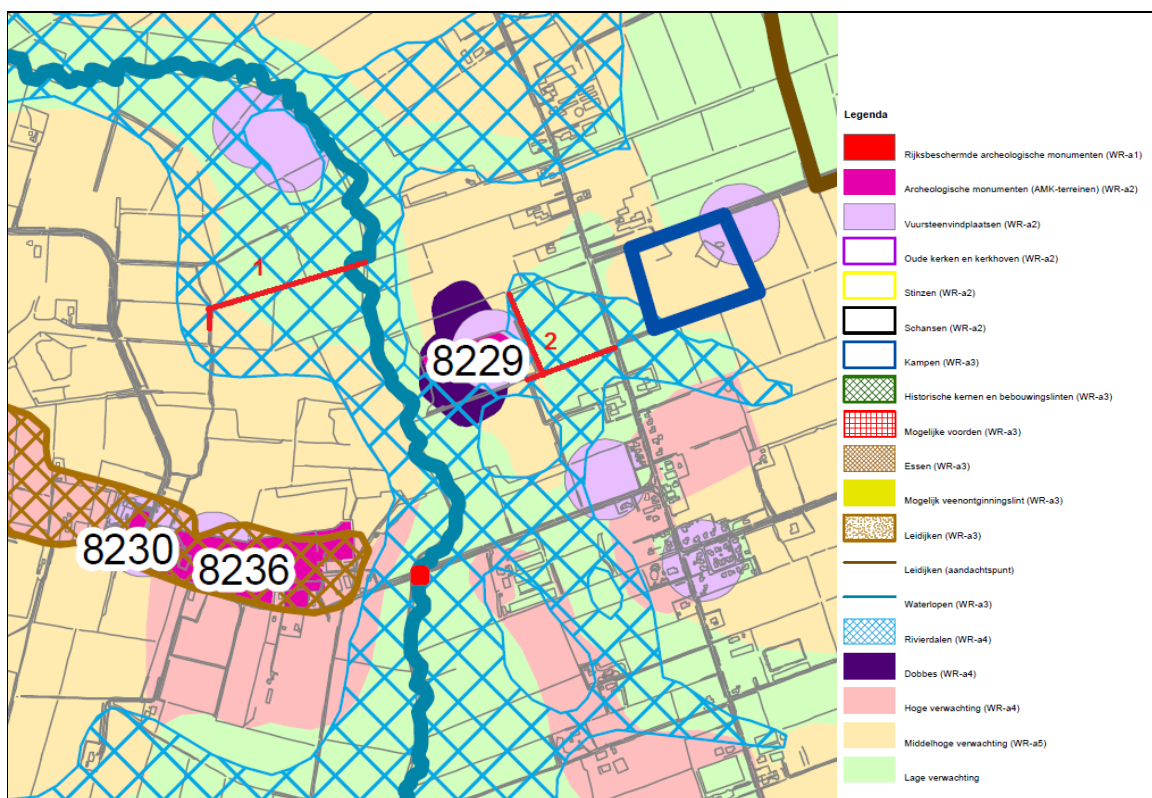 1
2
8229
8230
8236
Legenda
Rijksbeschermde archeologische monumenten (WR-a1)
Archeologische monumenten (AMK-terreinen) (WR-a2)
Vuursteenvindplaatsen (WR-a2)
Oude kerken en kerkhoven (WR-a2)
Stinzen (WR-a2)
Schansen (WR-a2)
Kampen (WR-a3)
Historische kernen en bebouwingslinten (WR-a3)
Mogelijke voorden (WR-a3)
Essen (WR-a3)
Mogelijk veenontginningslint (WR-a3)
Leidijken (WR-a3)
Leidijken (aandachtspunt)
Waterlopen (WR-a3)
Rivierdalen (WR-a4)
Dobbes (WR-a4)
Hoge verwachting (WR-a4)
Middelhoge verwachting (WR-a5)
Lage verwachting